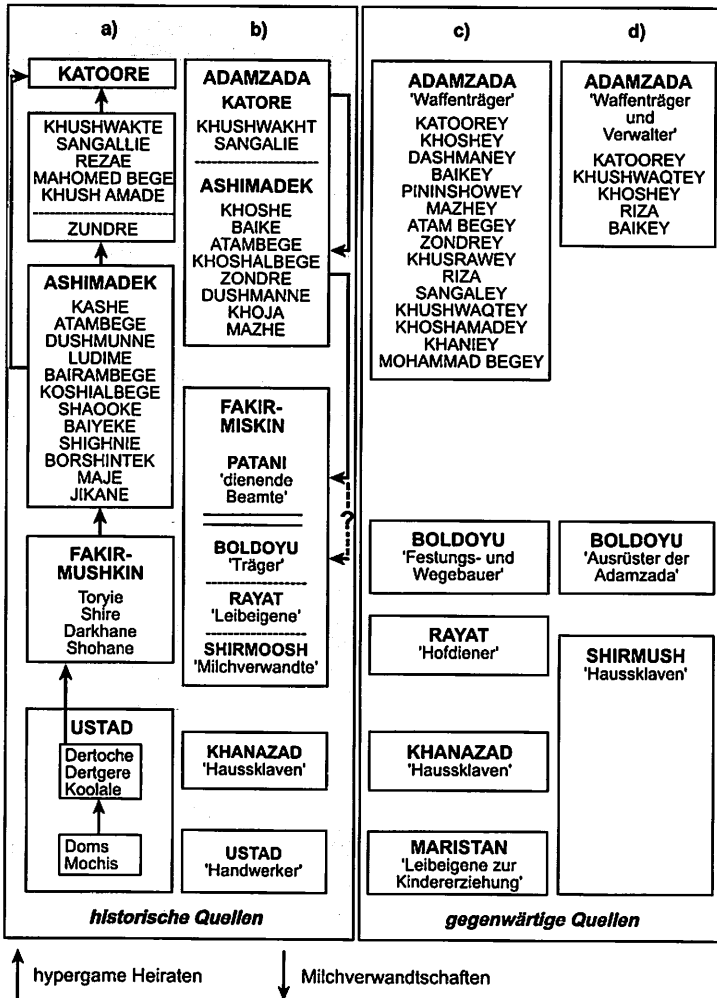 a)
KATOORE
KHUSHWAKTE
SANGALLIE
REZAE
MAHOMED BEGE
KHUSH AMADE
ZUNDRE
ASHIMADEK
KASHE
ATAMBEGE
DUSHMUNNE
LUDIME
BAIRAMBEGE
KOSHIALBEGE
SHAOOKE
BAIYEKE
SHIGHNIE
BORSHINTEK
MAJE
JIKANE
FAKIR-
MUSHKIN
Toryie
Shire
Darkhane
Shohane
USTAD
Dertoche
Dertgere
Koolale
Doms
Mochis
b)
ADAMZADA
KATORE
KHUSHWAKHT
SANGALIE
ASHIMADEK
KHOSHE
BAIKE
ATAMBEGE
KHOSHALBEGE
ZONDRE
DUSHMANNE
KHOJA
MAZHE
FAKIR-
MISKIN
PATANI
'dienende
Beamte'
?
BOLDOYU
'Träger'
RAYAT
'Leibeigene'
SHIRMOOSH
'Milchverwandte'
KHANAZAD
'Haussklaven'
USTAD
'Handwerker'
historische Quellen
c)
ADAMZADA
'Waffenträger'
KATOOREY
KHOSHEY
DASHMANEY
BAIKEY
PININSHOWEY
MAZHEY
ATAM BEGEY
ZONDREY
KHUSRAWEY
RIZA
SANGALEY
KHUSHWAQTEY
KHOSHAMADEY
KHANIEY
MOHAMMAD BEGEY
BOLDOYU
'Festungs- und
Wegebauer'
RAYAT
'Hofdiener'
KHANAZAD
'Haussklaven'
MARISTAN
'Leibeigene zur
Kindererziehung'
d)
ADAMZADA
'Waffenträger
und
Verwalter'
KATOOREY
KHUSHWAQTEY
KHOSHEY
RIZA
BAIKEY
BOLDOYU
'Ausrüster der
Adamzada'
SHIRMUSH
'Haussklaven'
gegenwärtige Quellen
hypergame Heiraten
Milchverwandtschaften